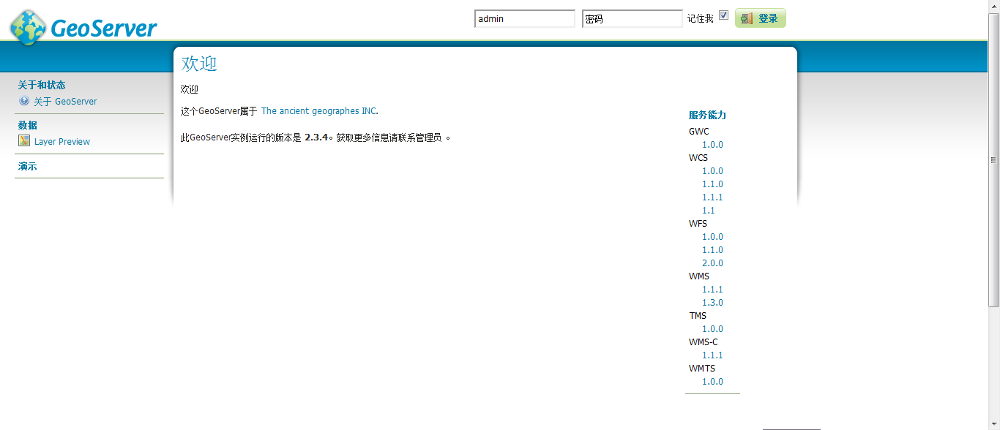 GeoServer
admin
密码
记住我
登录
关于和状态
关于 GeoServer
数据
Layer Preview
演示
欢迎
欢迎
这个GeoServer属于 The ancient geographes INC.
此GeoServer实例运行的版本是 2.3.4。获取更多信息请联系管理员 。
服务能力
GWC
1.0.0
WCS
1.0.0
1.1.0
1.1.1
1.1
WFS
1.0.0
1.1.0
2.0.0
WMS
1.1.1
1.3.0
TMS
1.0.0
WMS-C
1.1.1
WMTS
1.0.0